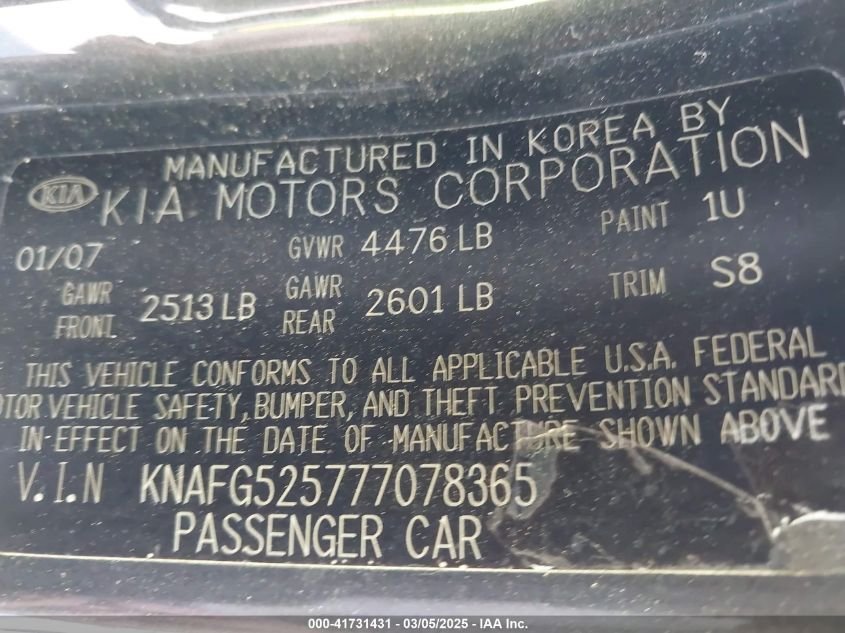 MANUFACTURED IN KOREA BY
KIA KIA MOTORS CORPORATION
01/07 GVWR 4476 LB PAINT 1U
GAWR FRONT 2513 LB GAWR REAR 2601 LB TRIM S8
THIS VEHICLE CONFORMS TO ALL APPLICABLE U.S.A. FEDERAL
OTOR VEHICLE SAFETY, BUMPER, AND THEFT PREVENTION STANDARD
IN EFFECT ON THE DATE OF MANUFACTURE SHOWN ABOVE
V.I.N KNAFG525777078365
PASSENGER CAR
000-41731431 - 03/05/2025 - IAA Inc.